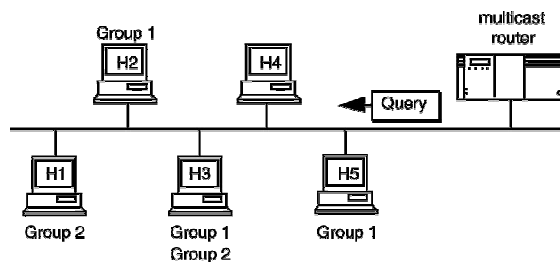 multicast
router
Group 1
H2
H4
Query
H1
H3
H5
Group 2
Group 1
Group 2
Group 1